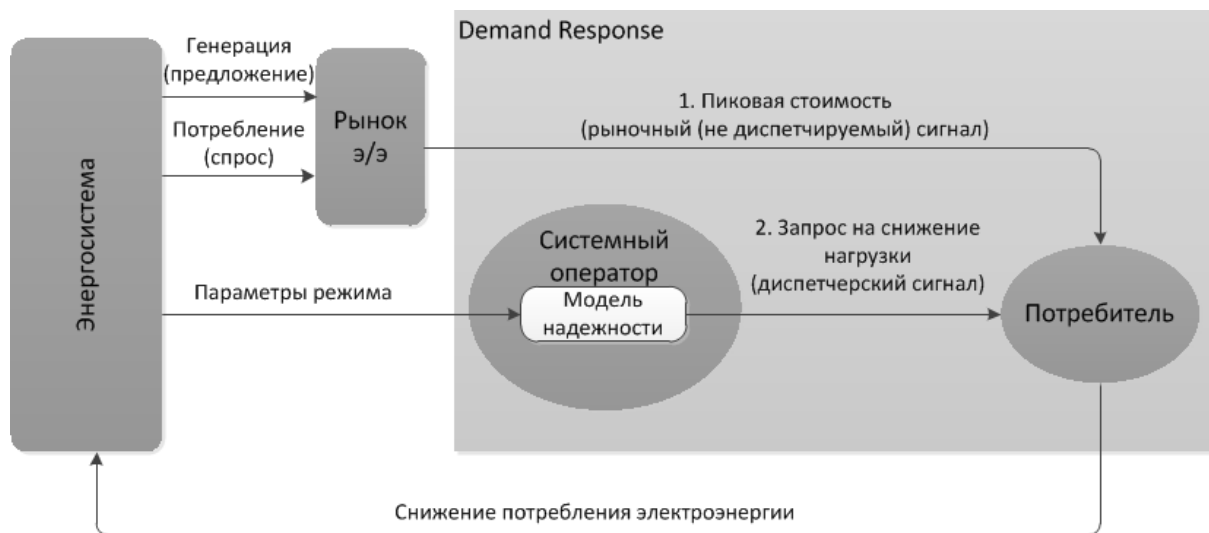 Demand Response
Генерация
(предложение)
Потребление
(спрос)
Рынок
э/э
1. Пиковая стоимость
(рыночный (не диспетчируемый) сигнал)
Энергосистема
Параметры режима
Системный
оператор
Модель
надежности
2. Запрос на снижение
нагрузки
(диспетчерский сигнал)
Потребитель
Снижение потребления электроэнергии